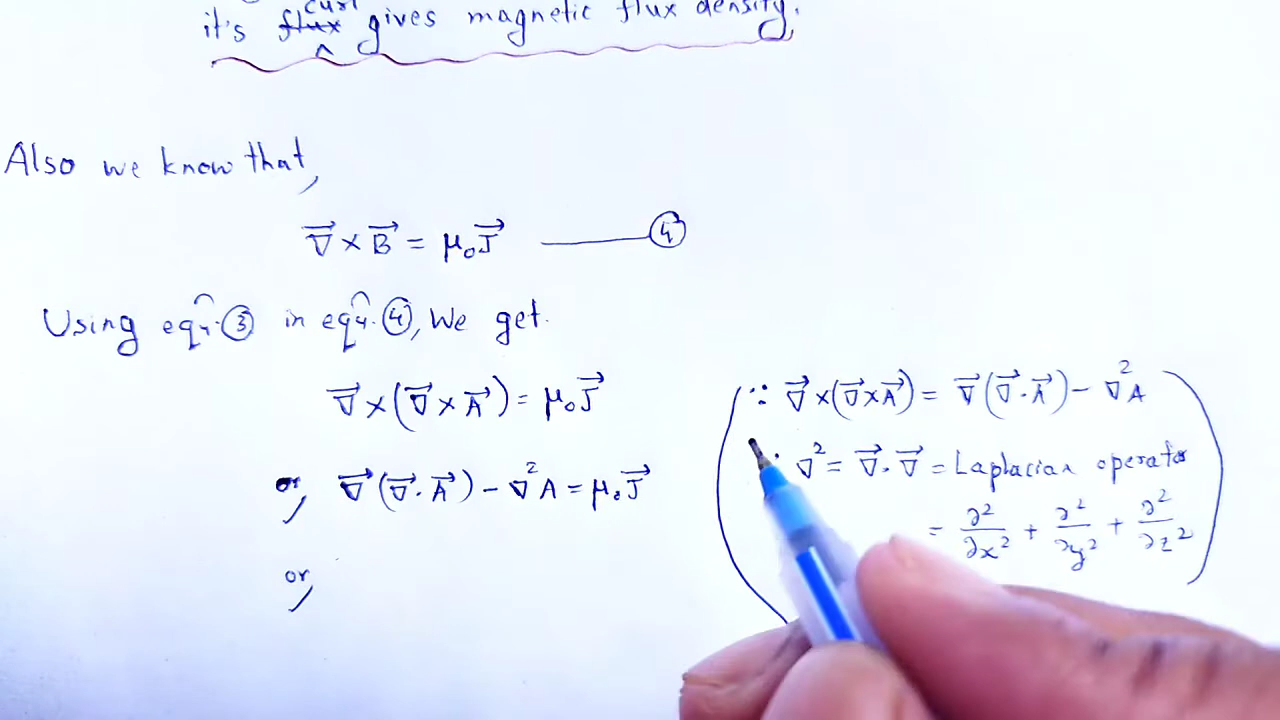 curl
it's flux gives magnetic flux density.
Also we know that,
∇⃗ × B⃗ = μ₀J⃗ ——— ④
Using eqn. ③ in eqn. ④, We get.
∇⃗ × (∇⃗ × A⃗) = μ₀J⃗
(∵ ∇⃗ × (∇⃗ × A⃗) = ∇⃗(∇⃗ . A⃗) - ∇²A
or, ∇⃗(∇⃗ . A⃗) - ∇²A = μ₀J⃗
∇² = ∇⃗ . ∇⃗ = Laplacian operator
= ∂²/∂x² + ∂²/∂y² + ∂²/∂z²)
or,